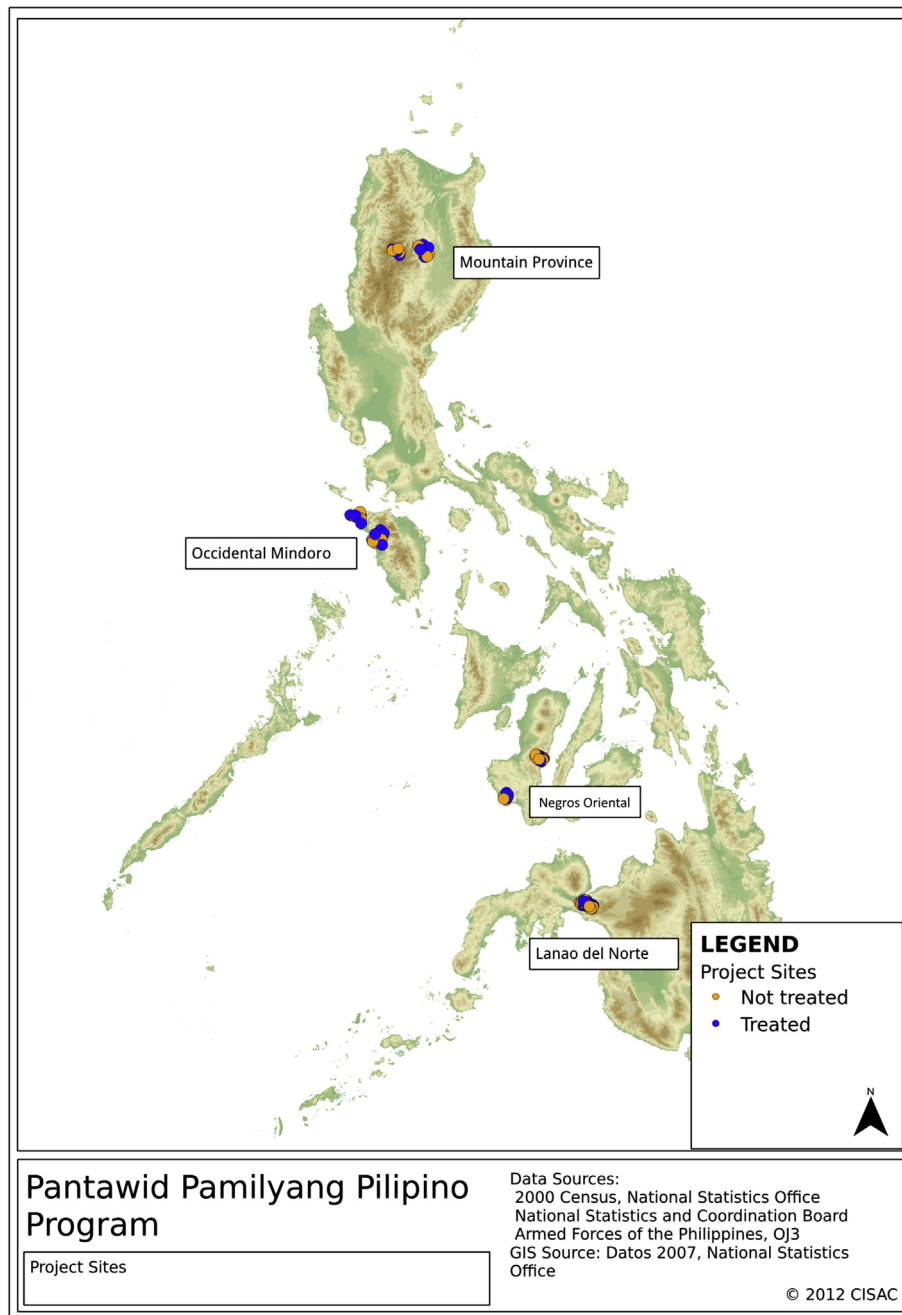 Mountain Province
Occidental Mindoro
Negros Oriental
Lanao del Norte
LEGEND
Project Sites
Not treated
Treated
N
Pantawid Pamilyang Pilipino
Program
Project Sites
Data Sources:
2000 Census, National Statistics Office
National Statistics and Coordination Board
Armed Forces of the Philippines, OJ3
GIS Source: Datos 2007, National Statistics
Office
© 2012 CISAC